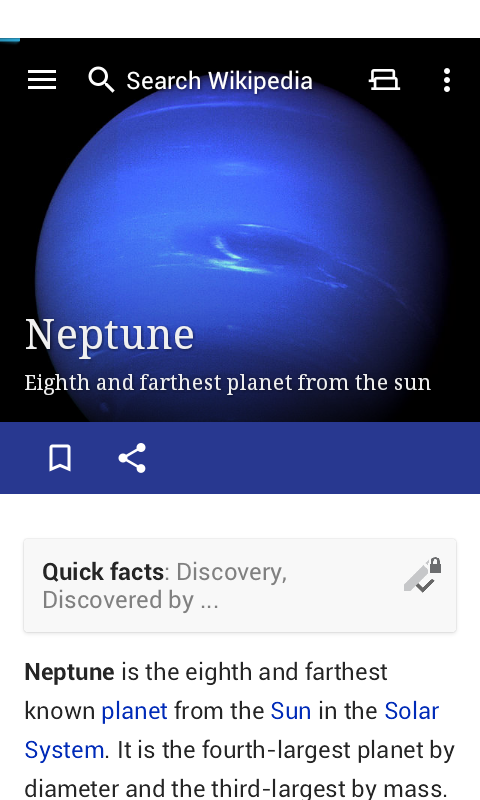 Search Wikipedia
Neptune
Eighth and farthest planet from the sun
Quick facts: Discovery,
Discovered by ...
Neptune is the eighth and farthest
known planet from the Sun in the Solar
System. It is the fourth-largest planet by
diameter and the third-largest by mass.